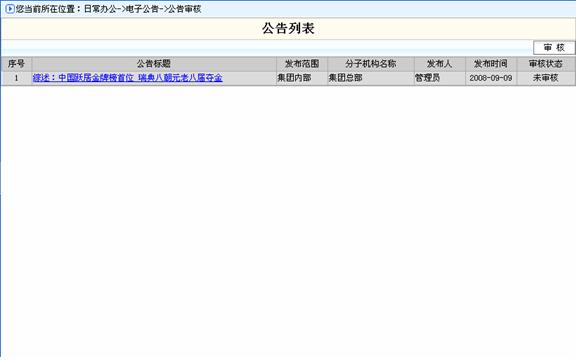 您当前所在位置：日常办公->电子公告->公告审核
公告列表
审 核
序号 公告标题 发布范围 分子机构名称 发布人 发布时间 审核状态
1 综述：中国跃居金牌榜首位 瑞典八朝元老八届夺金 集团内部 集团总部 管理员 2008-09-09 未审核